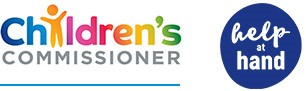 Children's
COMMISSIONER
help
at
hand